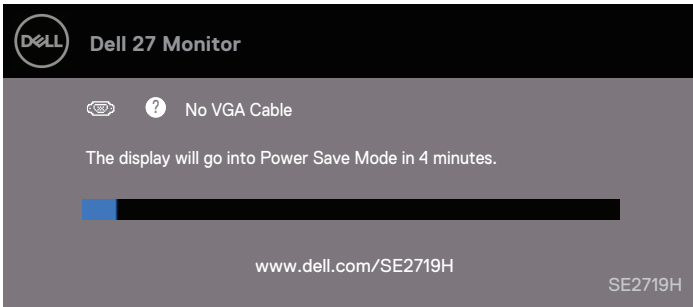 DELL
Dell 27 Monitor
? No VGA Cable
The display will go into Power Save Mode in 4 minutes.
www.dell.com/SE2719H
SE2719H